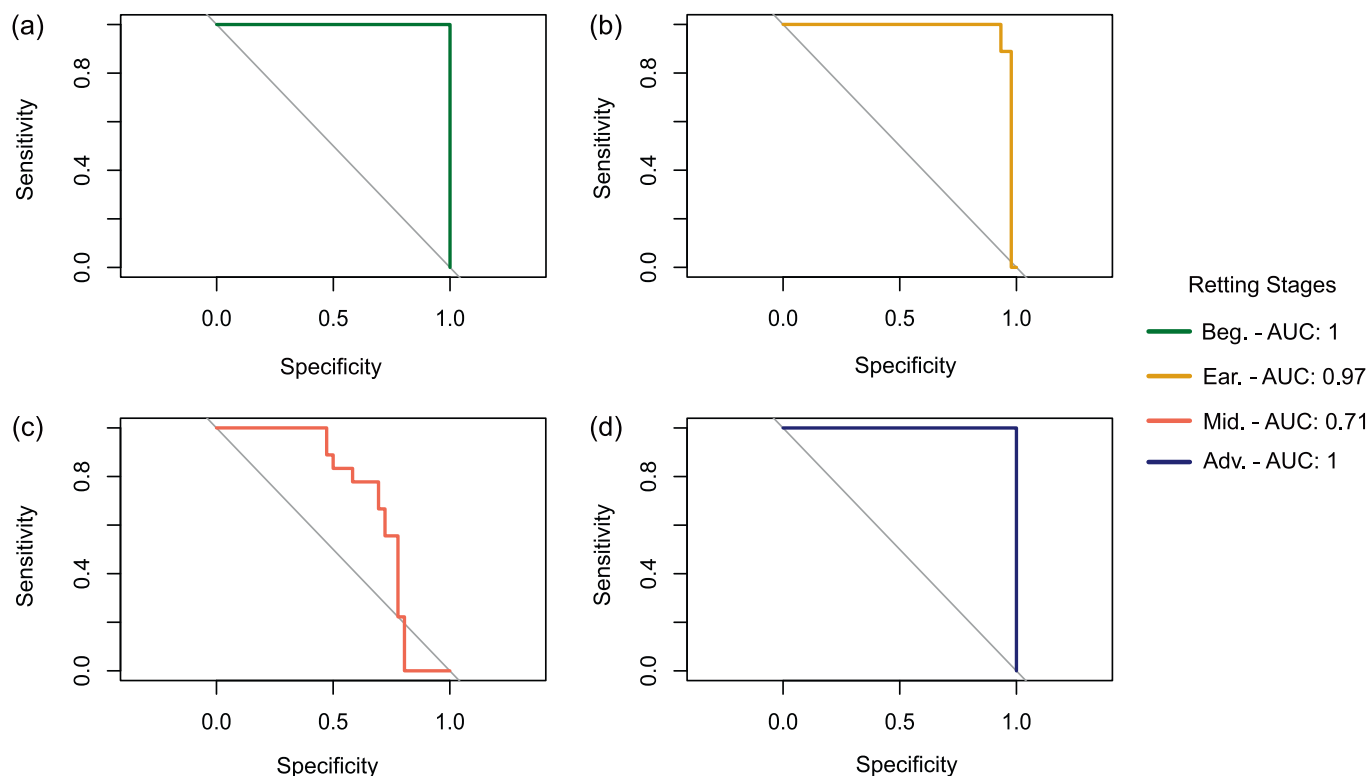 (a)
Sensitivity
0.8
0.4
0.0
0.0 0.5 1.0
Specificity
(b)
Sensitivity
0.8
0.4
0.0
0.0 0.5 1.0
Specificity
Retting Stages
Beg. - AUC: 1
Ear. - AUC: 0.97
Mid. - AUC: 0.71
Adv. - AUC: 1
(c)
Sensitivity
0.8
0.4
0.0
0.0 0.5 1.0
Specificity
(d)
Sensitivity
0.8
0.4
0.0
0.0 0.5 1.0
Specificity